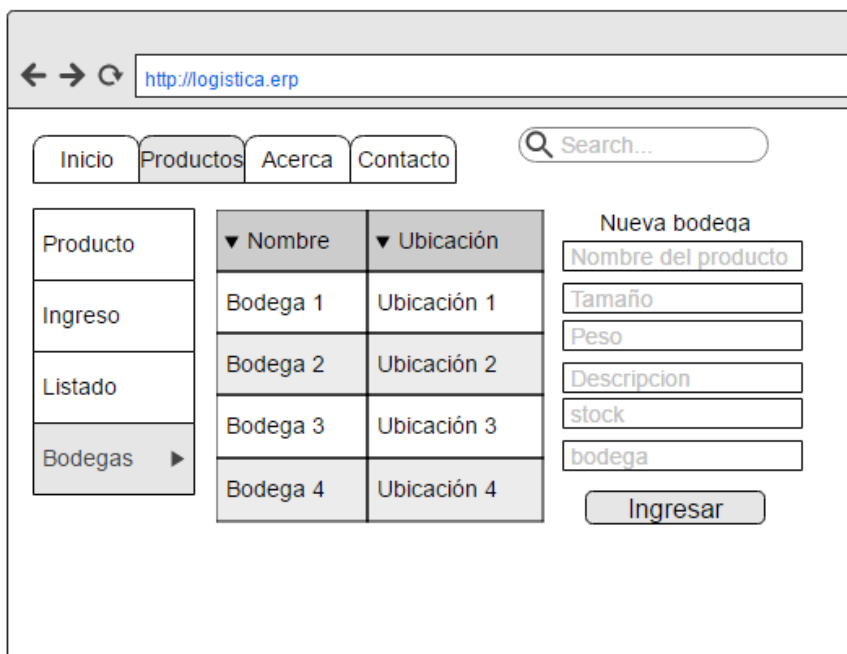 http://logistica.erp
Inicio Productos Acerca Contacto
Search...
Producto
Ingreso
Listado
Bodegas
Nombre Ubicación
Bodega 1 Ubicación 1
Bodega 2 Ubicación 2
Bodega 3 Ubicación 3
Bodega 4 Ubicación 4
Nueva bodega
Nombre del producto
Tamaño
Peso
Descripcion
stock
bodega
Ingresar